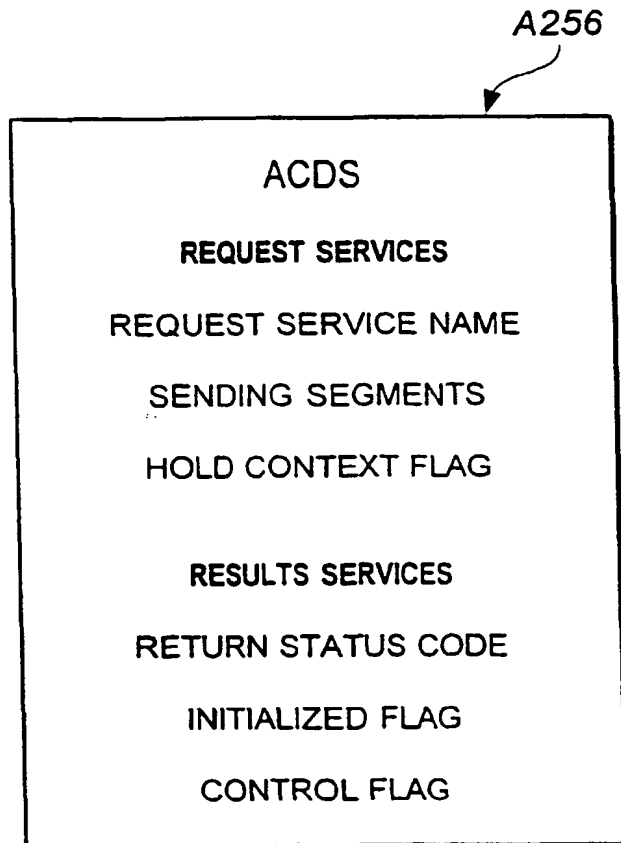 A256
ACDS
REQUEST SERVICES
REQUEST SERVICE NAME
SENDING SEGMENTS
HOLD CONTEXT FLAG
RESULTS SERVICES
RETURN STATUS CODE
INITIALIZED FLAG
CONTROL FLAG